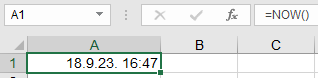 A1 fx =NOW()
A B C
1 18.9.23. 16:47